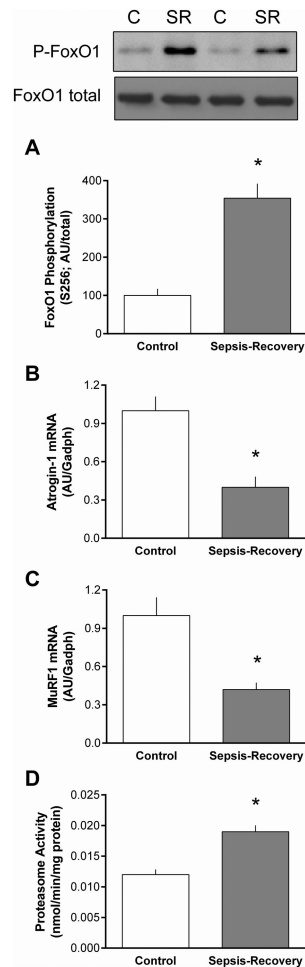 C SR C SR
P-FoxO1
FoxO1 total
A
FoxO1 Phosphorylation
(S256; AU/total)
400
300
200
100
0
*
Control Sepsis-Recovery
B
Atrogin-1 mRNA
(AU/Gadph)
1.2
0.9
0.6
0.3
0.0
*
Control Sepsis-Recovery
C
MuRF1 mRNA
(AU/Gadph)
1.2
0.9
0.6
0.3
0.0
*
Control Sepsis-Recovery
D
Proteasome Activity
(nmol/min/mg protein)
0.025
0.020
0.015
0.010
0.005
0.000
*
Control Sepsis-Recovery